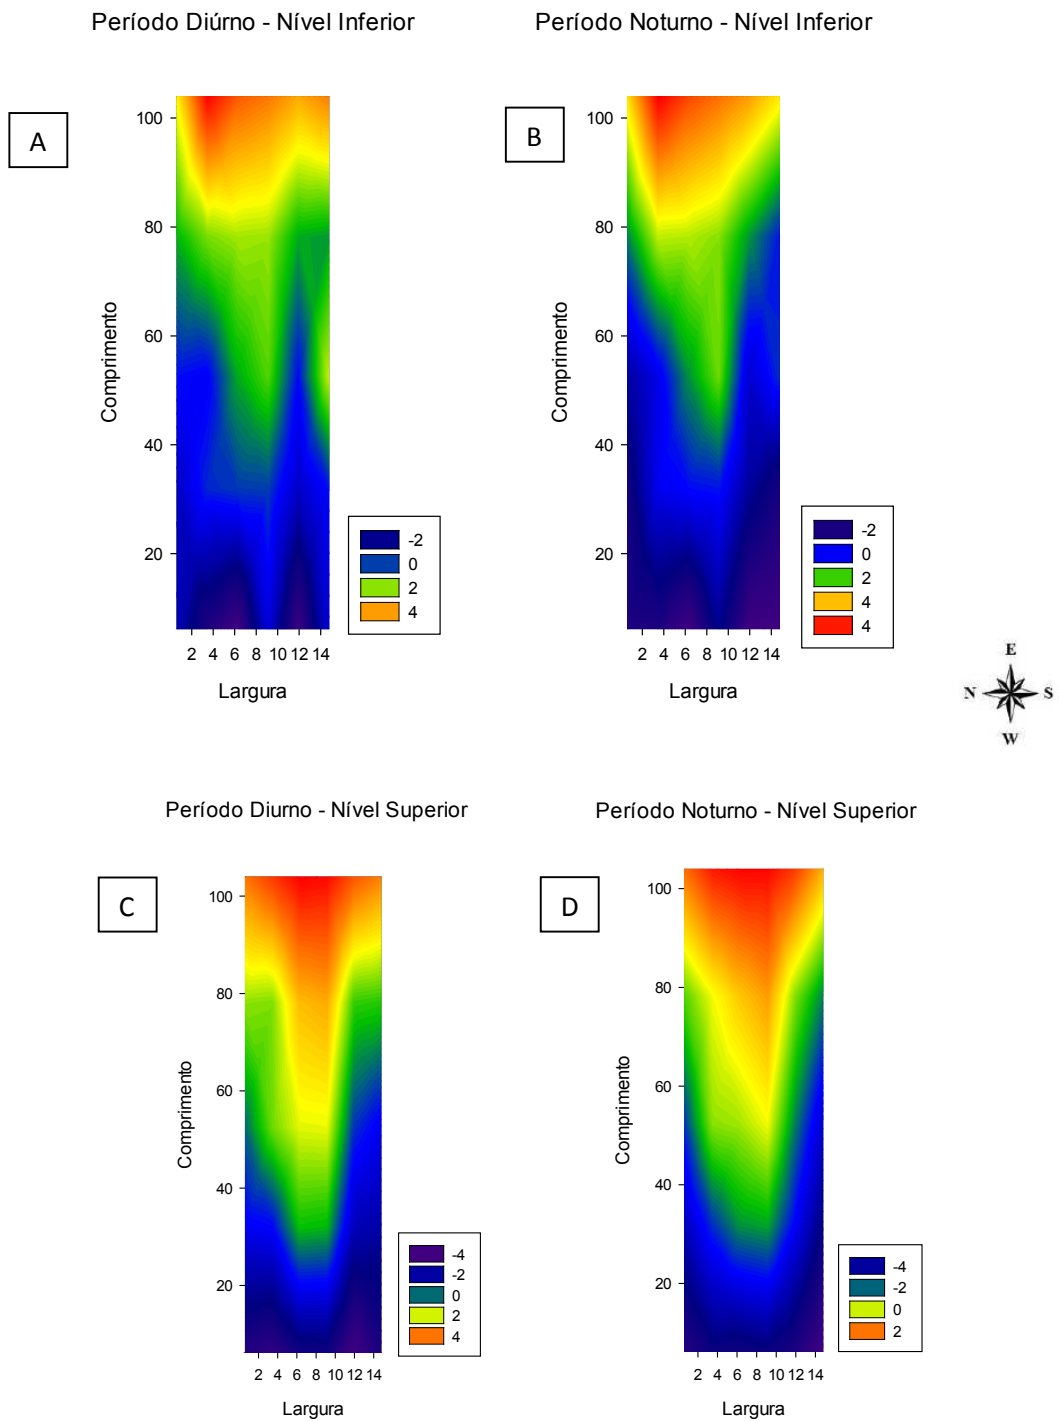 Período Diúrno - Nível Inferior
Período Noturno - Nível Inferior
A
B
100
80
60
40
20
Comprimento
2 4 6 8 10 12 14
Largura
-2
0
2
4
100
80
60
40
20
Comprimento
2 4 6 8 10 12 14
Largura
-2
0
2
4
4
E
N S
W
Período Diurno - Nível Superior
Período Noturno - Nível Superior
C
D
100
80
60
40
20
Comprimento
2 4 6 8 10 12 14
Largura
-4
-2
0
2
4
100
80
60
40
20
Comprimento
2 4 6 8 10 12 14
Largura
-4
-2
0
2